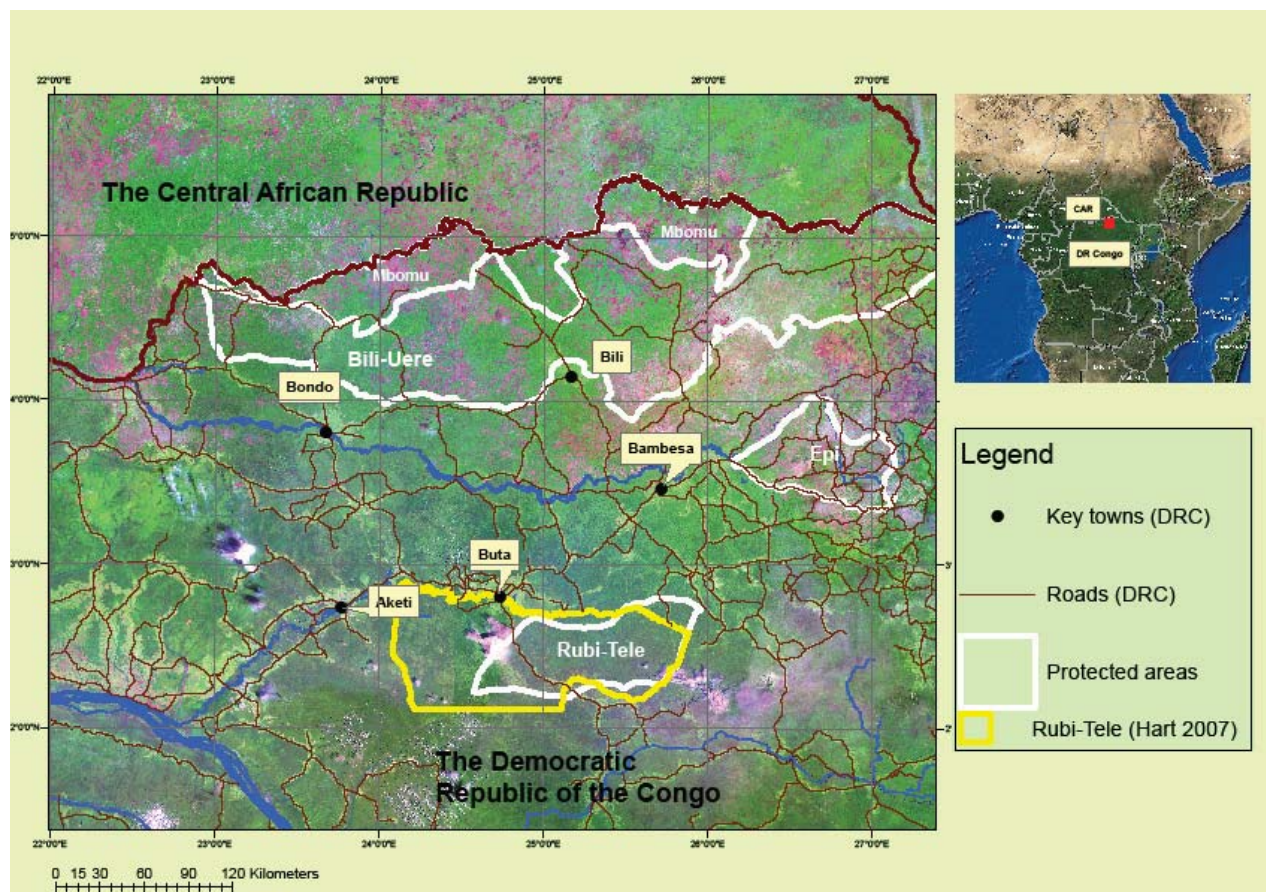 22°0'0"E 23°0'0"E 24°0'0"E 25°0'0"E 26°0'0"E 27°0'0"E
The Central African Republic
5°0'0"N
Mbomu
Mbomu
Bili-Uere
Bili
Bondo
4°0'0"N
Bambesa
Epi
3°0'0"N
3°
Buta
Aketi
Rubi-Tele
2°0'0"N
2°
The Democratic
Republic of the Congo
22°0'0"E 23°0'0"E 24°0'0"E 25°0'0"E 26°0'0"E 27°0'0"E
0 15 30 60 90 120 Kilometers
CAR
DR Congo
Legend
Key towns (DRC)
Roads (DRC)
Protected areas
Rubi-Tele (Hart 2007)